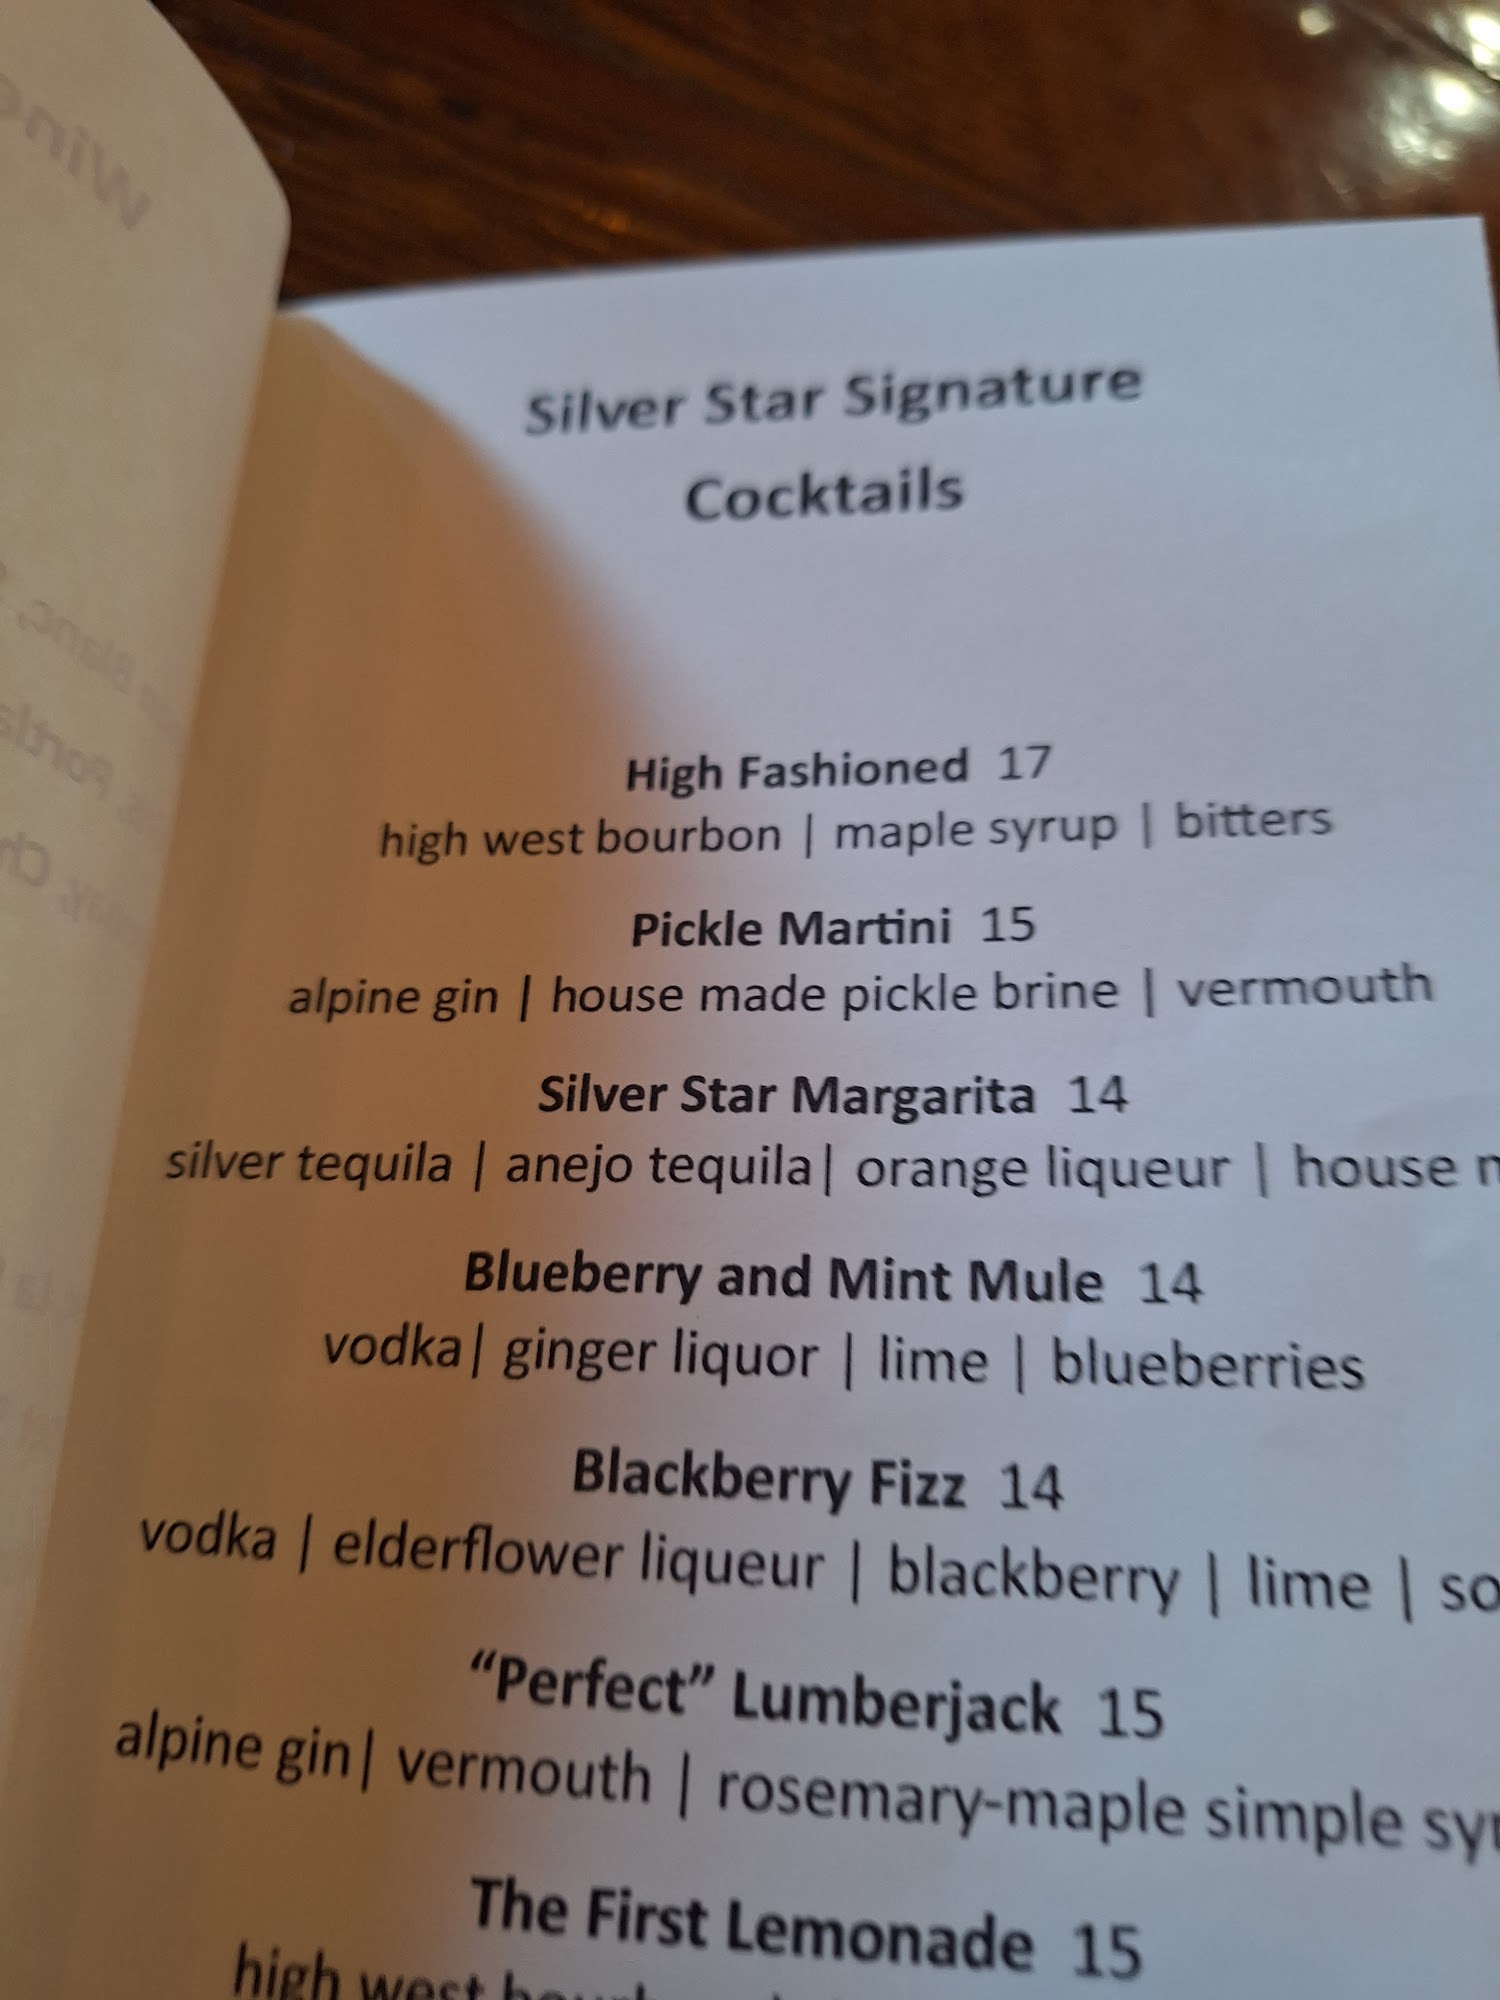 Silver Star Signature
Cocktails
High Fashioned 17
high west bourbon | maple syrup | bitters
Pickle Martini 15
alpine gin | house made pickle brine | vermouth
Silver Star Margarita 14
silver tequila | anejo tequila| orange liqueur | house
Blueberry and Mint Mule 14
vodka| ginger liquor | lime | blueberries
Blackberry Fizz 14
vodka | elderflower liqueur | blackberry | lime |
“Perfect” Lumberjack 15
alpine gin| vermouth | rosemary-maple simple
The First Lemonade 15
high west